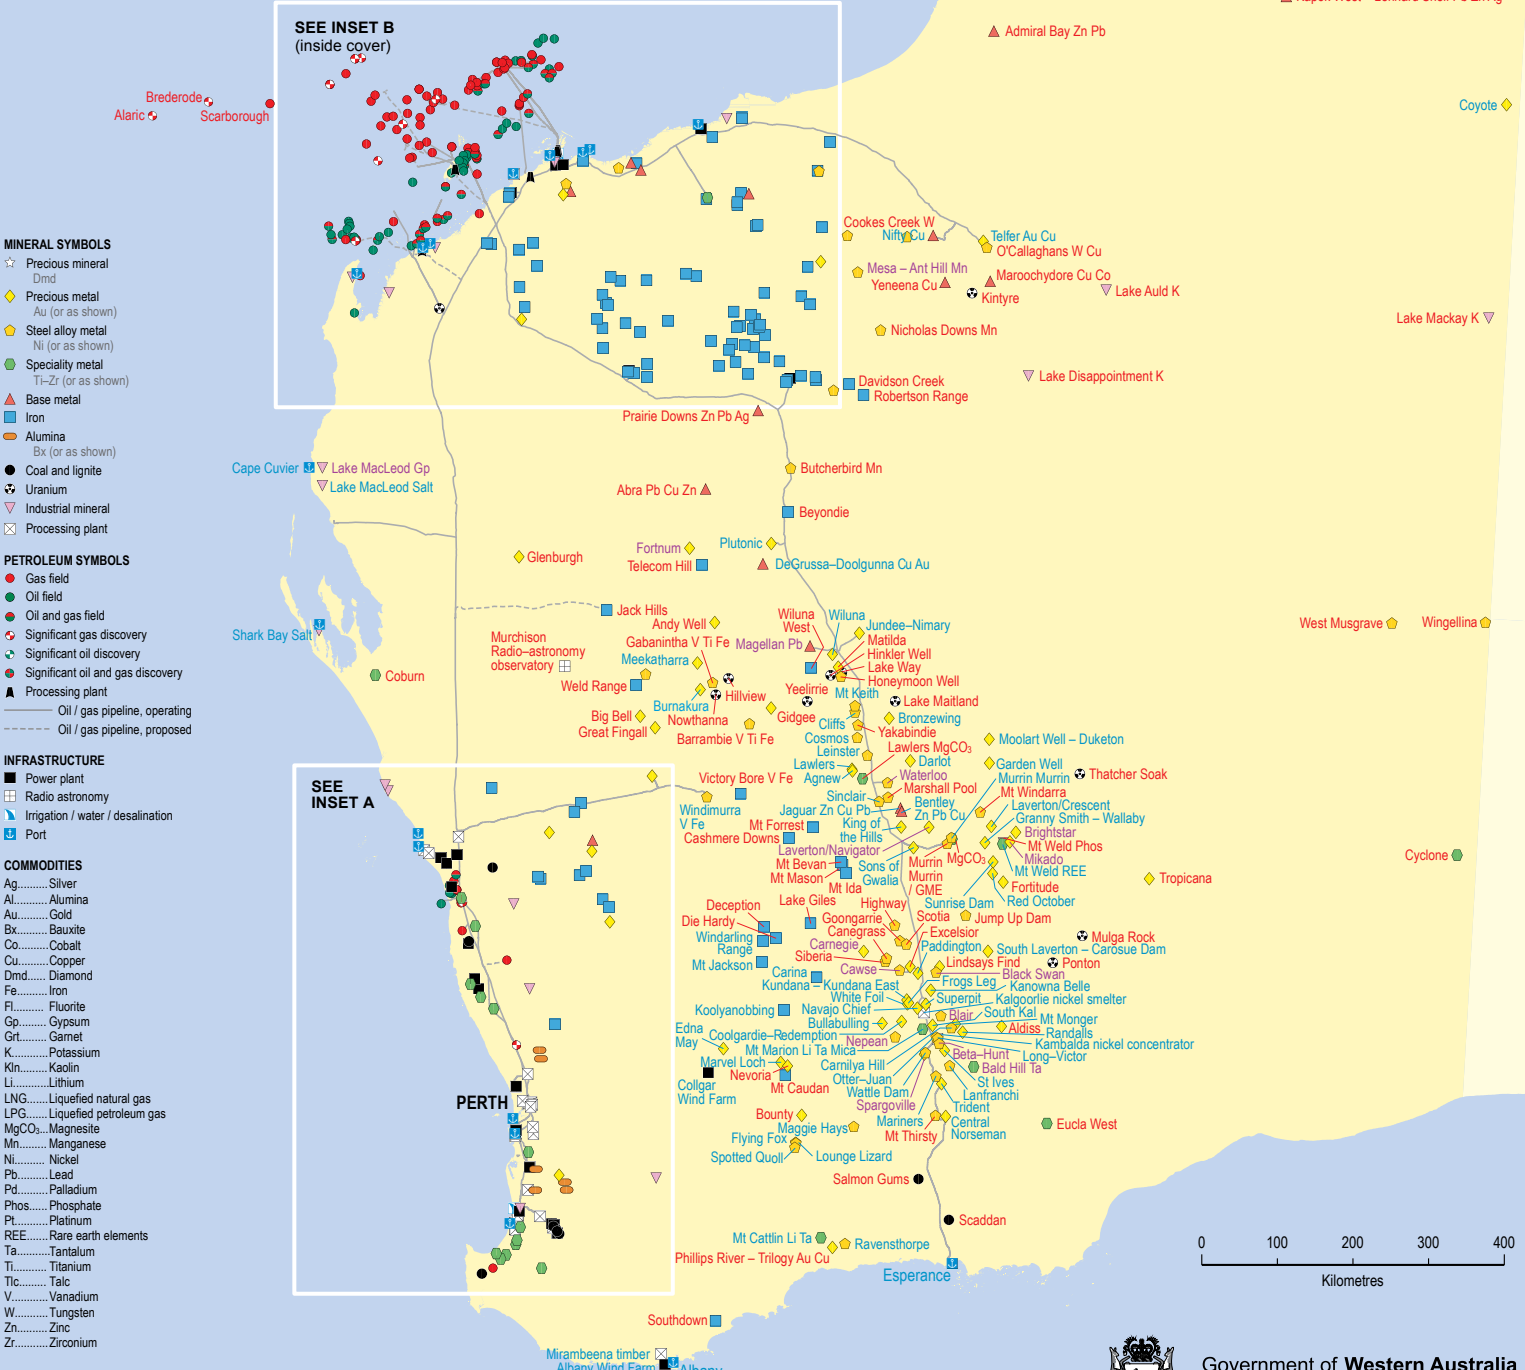 SEE INSET B
(inside cover)
Admiral Bay Zn Pb
Coyote
Brederode
Alaric
Scarborough
MINERAL SYMBOLS
Precious mineral
Dmd
Precious metal
Au (or as shown)
Steel alloy metal
Ni (or as shown)
Speciality metal
Ti–Zr (or as shown)
Base metal
Iron
Alumina
Bx (or as shown)
Coal and lignite
Uranium
Industrial mineral
Processing plant
PETROLEUM SYMBOLS
Gas field
Oil field
Oil and gas field
Significant gas discovery
Significant oil discovery
Significant oil and gas discovery
Processing plant
Oil / gas pipeline, operating
Oil / gas pipeline, proposed
INFRASTRUCTURE
Power plant
Radio astronomy
Irrigation / water / desalination
Port
COMMODITIES
Ag..........Silver
Al...........Alumina
Au..........Gold
Bx..........Bauxite
Co..........Cobalt
Cu..........Copper
Dmd......Diamond
Fe...........Iron
Fl............Fluorite
Gp.........Gypsum
Grt..........Garnet
K............Potassium
Kln..........Kaolin
Li............Lithium
LNG.......Liquefied natural gas
LPG.......Liquefied petroleum gas
MgCO₃...Magnesite
Mn.........Manganese
Ni..........Nickel
Pb..........Lead
Pd..........Palladium
Phos......Phosphate
Pt...........Platinum
REE.......Rare earth elements
Ta...........Tantalum
Ti............Titanium
Tlc..........Talc
V............Vanadium
W...........Tungsten
Zn..........Zinc
Zr...........Zirconium
Cookes Creek W
Nifty Cu
Telfer Au Cu
O'Callaghans W Cu
Mesa – Ant Hill Mn
Yeneena Cu
Maroochydore Cu Co
Kintyre
Lake Auld K
Lake Mackay K
Nicholas Downs Mn
Lake Disappointment K
Davidson Creek
Robertson Range
Prairie Downs Zn Pb Ag
Cape Cuvier
Lake MacLeod Gp
Lake MacLeod Salt
Butcherbird Mn
Abra Pb Cu Zn
Beyondie
Glenburgh
Fortnum
Plutonic
Telecom Hill
DeGrussa–Doolgunna Cu Au
Jack Hills
Andy Well
Shark Bay Salt
Coburn
Murchison
Radio–astronomy
observatory
Gabanintha V Ti Fe
Meekatharra
Weld Range
Burnakura
Hillview
Nowthanna
Big Bell
Great Fingall
Barrambie V Ti Fe
Gidgee
Wiluna
West
Wiluna
Magellan Pb
Jundee–Nimary
Matilda
Hinkler Well
Lake Way
Honeymoon Well
Yeelirrie
Mt Keith
Lake Maitland
Bronzewing
Cliffs
Yakabindie
Cosmos
Leinster
Lawlers MgCO₃
Lawlers
Agnew
Darlot
Waterloo
Marshall Pool
West Musgrave
Wingellina
Moolart Well – Duketon
Garden Well
Murrin Murrin
Thatcher Soak
Mt Windarra
Laverton/Crescent
Granny Smith – Wallaby
Brightstar
Mt Weld Phos
Mikado
Mt Weld REE
Fortitude
Red October
Sunrise Dam
Victory Bore V Fe
Windimurra
V Fe
Sinclair
Jaguar Zn Cu Pb
Bentley
Zn Pb Cu
Mt Forrest
King of
the Hills
Cashmere Downs
Laverton/Navigator
Mt Bevan
Mt Mason
Mt Ida
Sons of
Gwalia
Murrin
Murrin
/ GME
MgCO₃
Cyclone
Tropicana
SEE
INSET A
Deception
Die Hardy
Windarling
Range
Mt Jackson
Lake Giles
Highway
Goongarrie
Canegrass
Scotia
Excelsior
Jump Up Dam
Carnegie
Siberia
Paddington
Lindsays Find
South Laverton – Carosue Dam
Mulga Rock
Ponton
Carina
Cawse
Black Swan
Kundana – Kundana East
Frogs Leg
Kanowna Belle
White Foil
Superpit
Kalgoorlie nickel smelter
Koolyanobbing
Navajo Chief
Bullabulling
Blair
South Kal
Mt Monger
Aldiss
Randalls
Edna
May
Coolgardie–Redemption
Nepean
Kambalda nickel concentrator
Mt Marion Li Ta Mica
Beta–Hunt
Long–Victor
Marvel Loch
Carnilya Hill
Bald Hill Ta
Nevoria
Otter–Juan
St Ives
Collgar
Wind Farm
Mt Caudan
Wattle Dam
Lanfranchi
Spargoville
Trident
PERTH
Bounty
Maggie Hays
Mariners
Central
Norseman
Mt Thirsty
Eucla West
Flying Fox
Spotted Quoll
Lounge Lizard
Salmon Gums
Scaddan
Mt Cattlin Li Ta
Ravensthorpe
Phillips River – Trilogy Au Cu
Esperance
0 100 200 300 400
Kilometres
Southdown
Mirambeena timber
Albany Wind Farm
Albany
Government of Western Australia